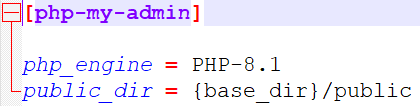 [php-my-admin]
php_engine = PHP-8.1
public_dir = {base_dir}/public